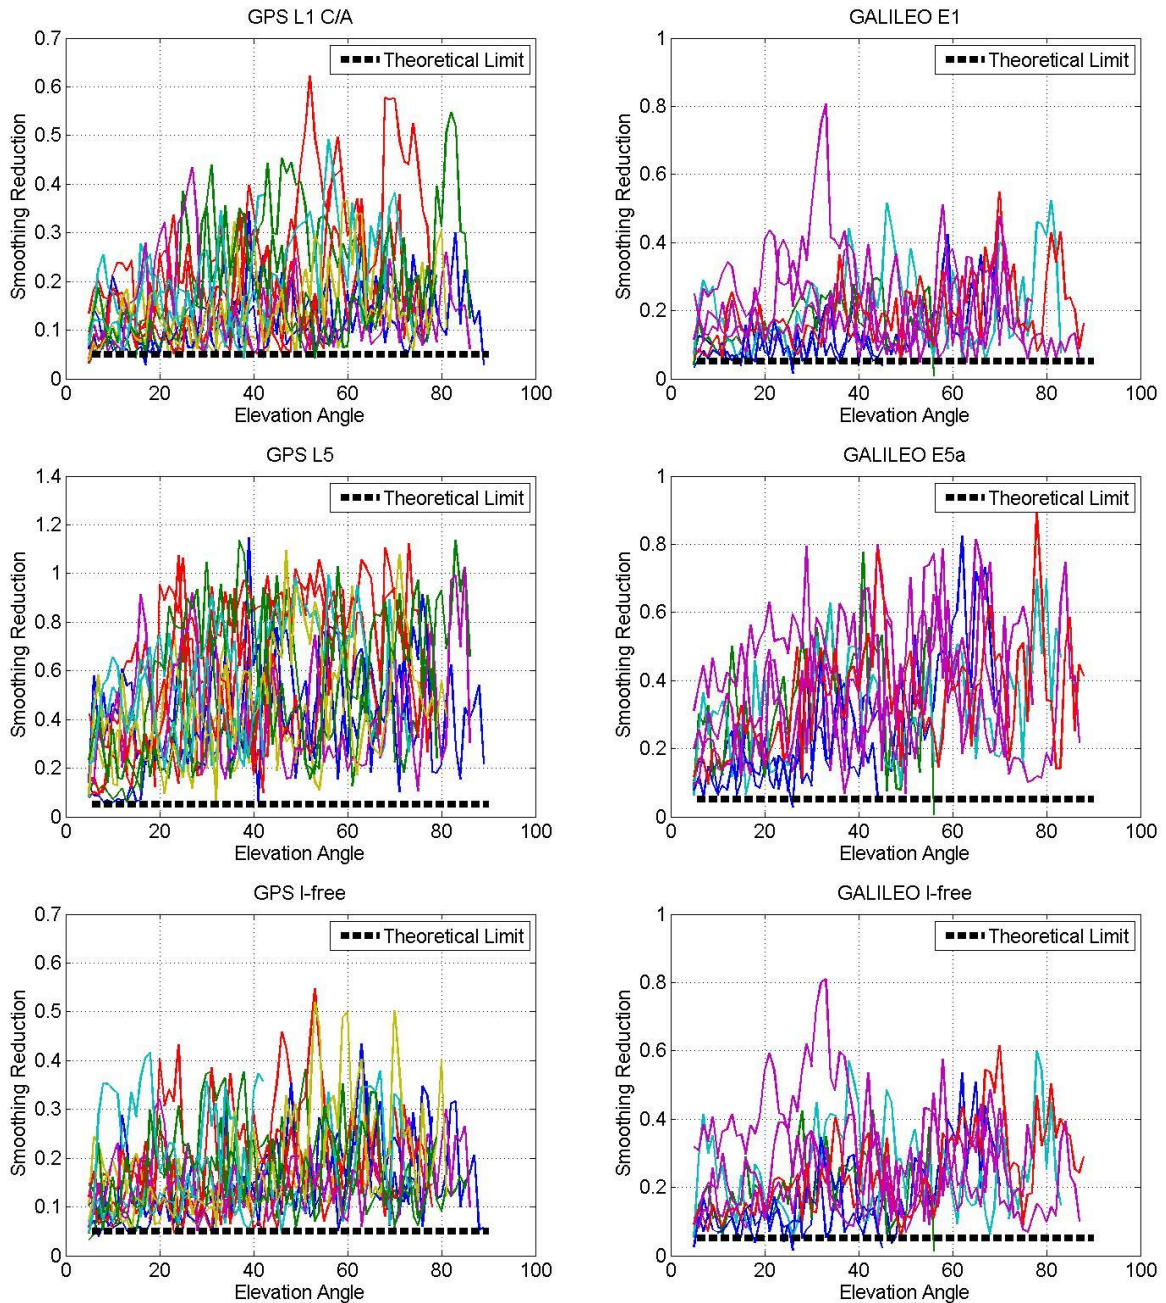 GPS L1 C/A
Smoothing Reduction
0.7
0.6
0.5
0.4
0.3
0.2
0.1
0
Theoretical Limit
0 20 40 60 80 100
Elevation Angle
GALILEO E1
Smoothing Reduction
1
0.8
0.6
0.4
0.2
0
Theoretical Limit
0 20 40 60 80 100
Elevation Angle
GPS L5
Smoothing Reduction
1.4
1.2
1
0.8
0.6
0.4
0.2
0
Theoretical Limit
0 20 40 60 80 100
Elevation Angle
GALILEO E5a
Smoothing Reduction
1
0.8
0.6
0.4
0.2
0
Theoretical Limit
0 20 40 60 80 100
Elevation Angle
GPS I-free
Smoothing Reduction
0.7
0.6
0.5
0.4
0.3
0.2
0.1
0
Theoretical Limit
0 20 40 60 80 100
Elevation Angle
GALILEO I-free
Smoothing Reduction
1
0.8
0.6
0.4
0.2
0
Theoretical Limit
0 20 40 60 80 100
Elevation Angle